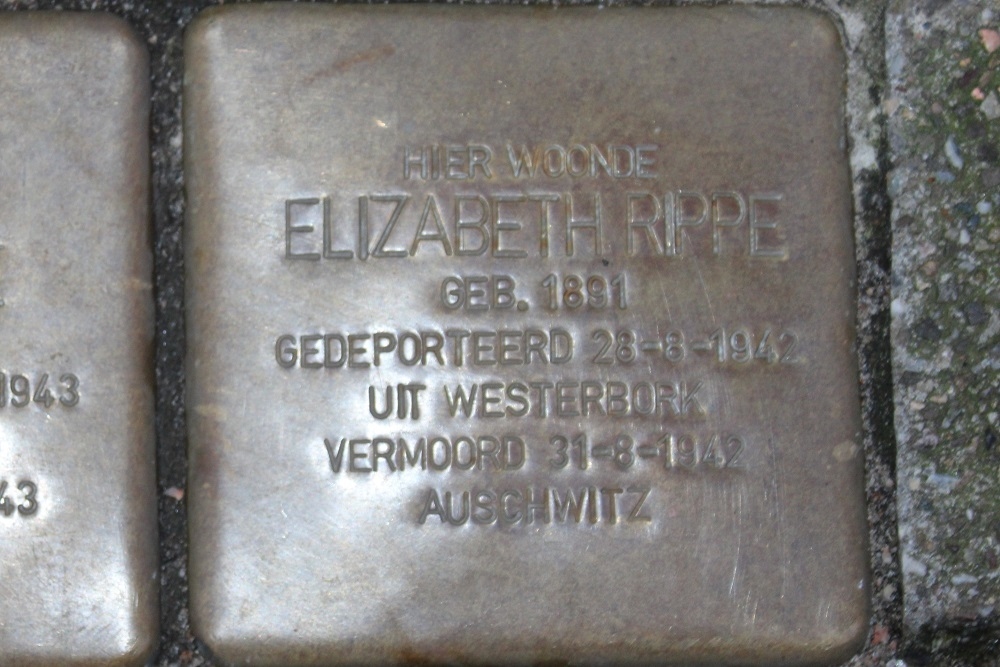 HIER WOONDE
ELIZABETH RIPPE
GEB. 1891
GEDEPORTEERD 28-8-1942
UIT WESTERBORK
VERMOORD 31-8-1942
AUSCHWITZ
1943
43